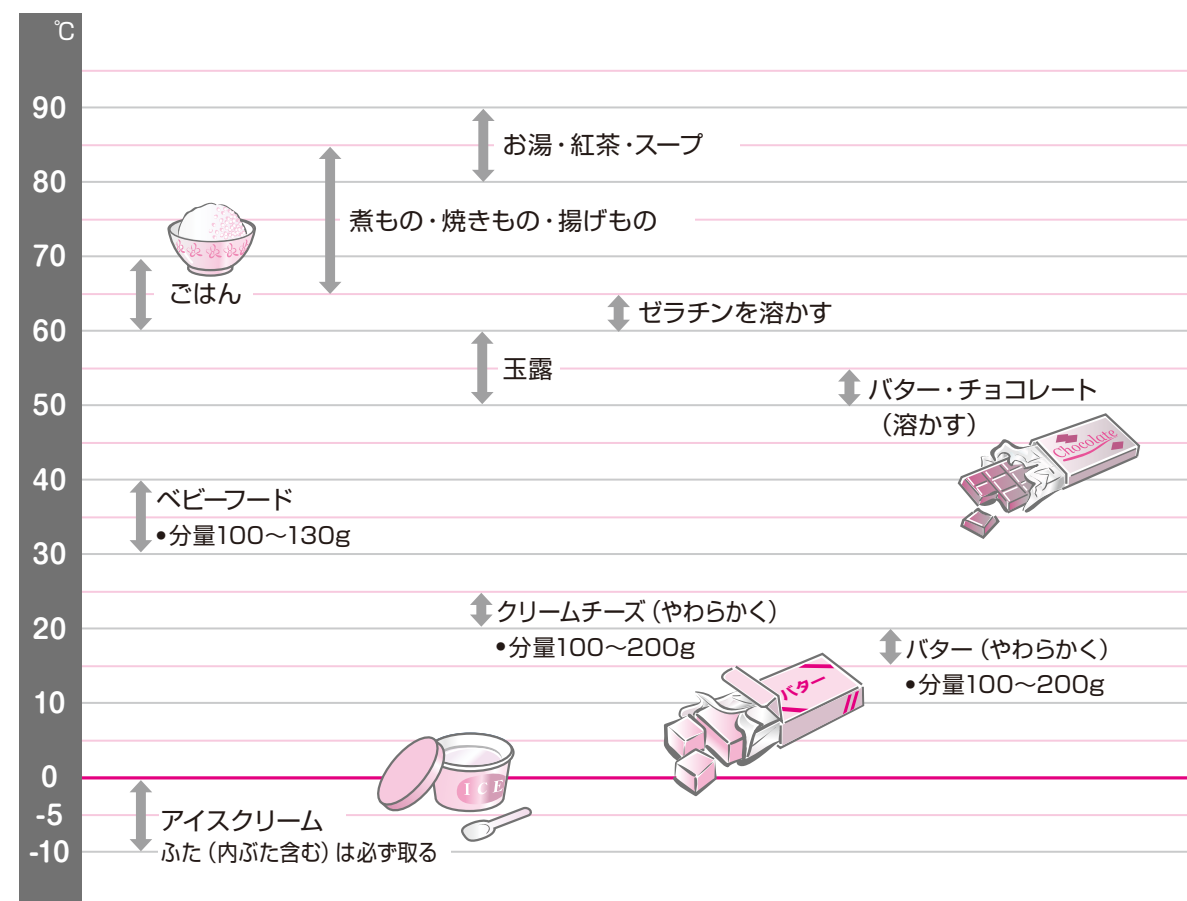 ℃
90
お湯・紅茶・スープ
80
煮もの・焼きもの・揚げもの
70
ごはん
ゼラチンを溶かす
60
玉露
バター・チョコレート
（溶かす）
50
Chocolate
40
ベビーフード
•分量100〜130g
30
クリームチーズ（やわらかく）
•分量100〜200g
20
バター（やわらかく）
•分量100〜200g
バター
10
ICE
0
-5
アイスクリーム
ふた（内ぶた含む）は必ず取る
-10